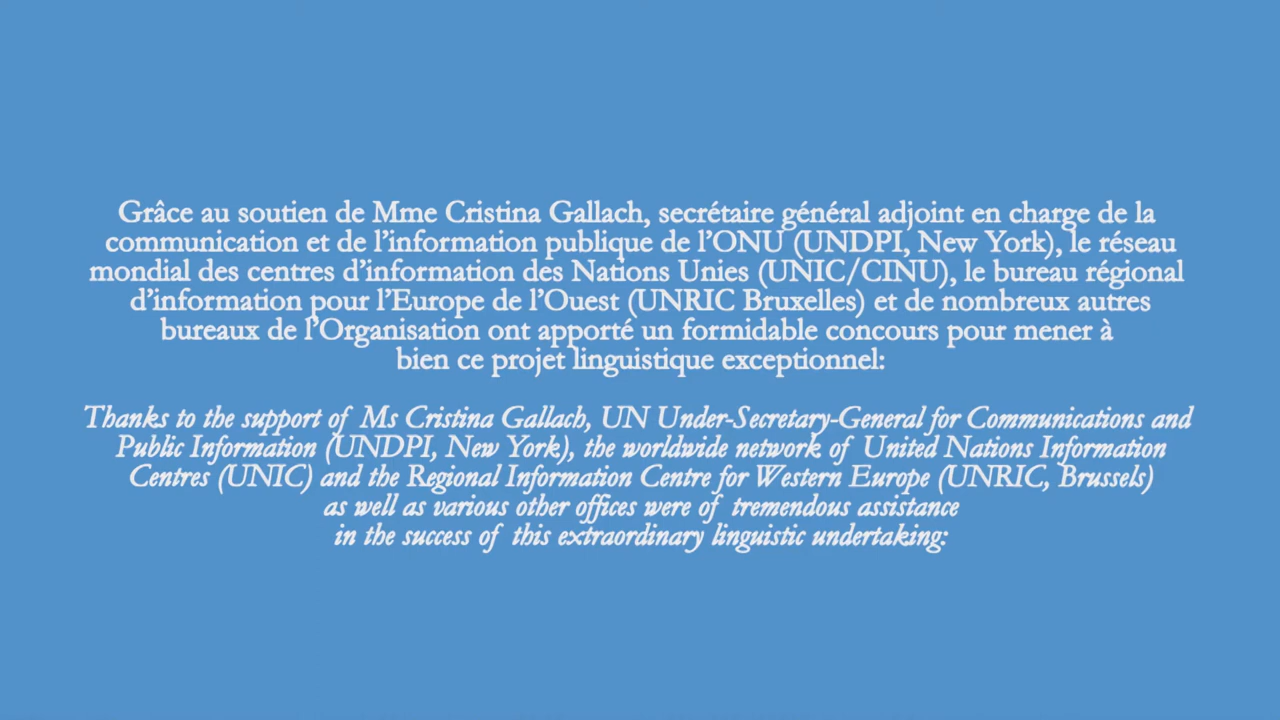 Grâce au soutien de Mme Cristina Gallach, secrétaire général adjoint en charge de la
communication et de l'information publique de l'ONU (UNDPI, New York), le réseau
mondial des centres d'information des Nations Unies (UNIC/CINU), le bureau régional
d'information pour l'Europe de l'Ouest (UNRIC Bruxelles) et de nombreux autres
bureaux de l'Organisation ont apporté un formidable concours pour mener à
bien ce projet linguistique exceptionnel:
Thanks to the support of Ms Cristina Gallach, UN Under-Secretary-General for Communications and
Public Information (UNDPI, New York), the worldwide network of United Nations Information
Centres (UNIC) and the Regional Information Centre for Western Europe (UNRIC, Brussels)
as well as various other offices were of tremendous assistance
in the success of this extraordinary linguistic undertaking: